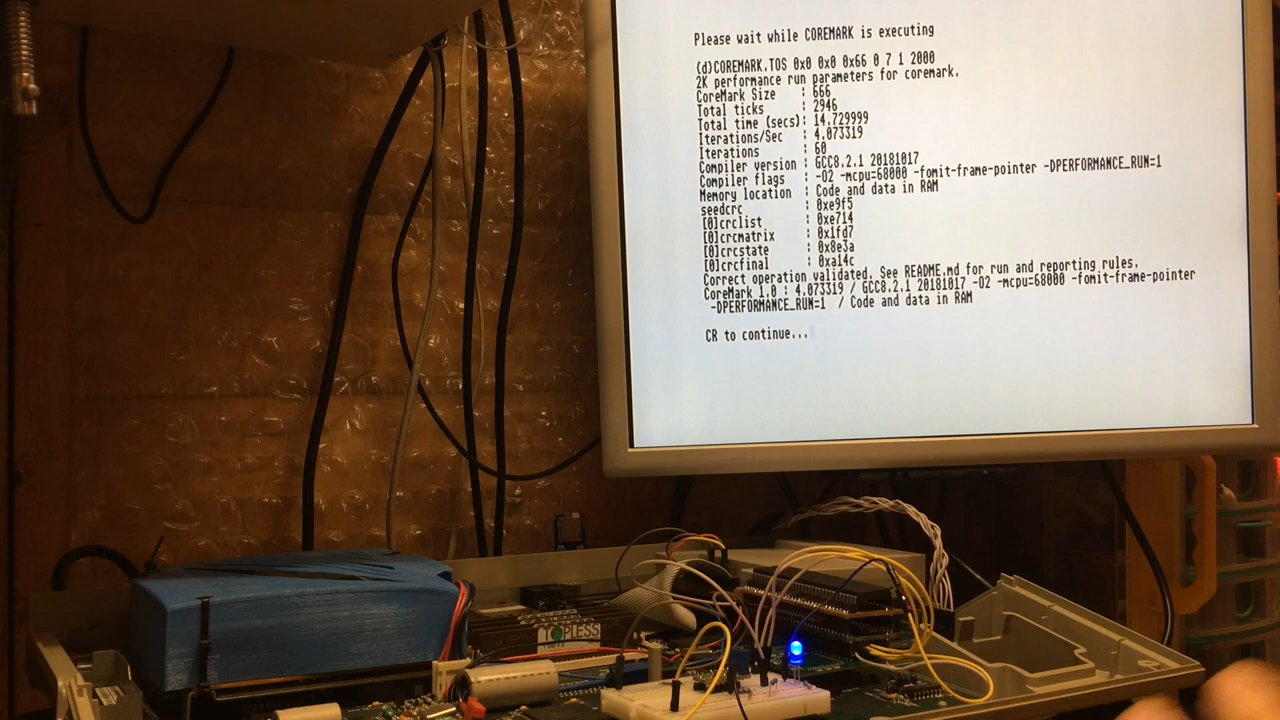 Please wait while COREMARK is executing
{d}COREMARK.TOS 0x0 0x0 0x66 0 7 1 2000
2K performance run parameters for coremark.
CoreMark Size : 666
Total ticks : 2946
Total time (secs): 14.729999
Iterations/Sec : 4.073319
Iterations : 60
Compiler version : GCC8.2.1 20181017
Compiler flags : -O2 -mcpu=68000 -fomit-frame-pointer -DPERFORMANCE_RUN=1
Memory location : Code and data in RAM
seedcrc : 0xe9f5
[0]crclist : 0xe714
[0]crcmatrix : 0x1fd7
[0]crcstate : 0x8e3a
[0]crcfinal : 0xa14c
Correct operation validated. See README.md for run and reporting rules.
CoreMark 1.0 : 4.073319 / GCC8.2.1 20181017 -O2 -mcpu=68000 -fomit-frame-pointer
-DPERFORMANCE_RUN=1 / Code and data in RAM
CR to continue...
TOPLESS